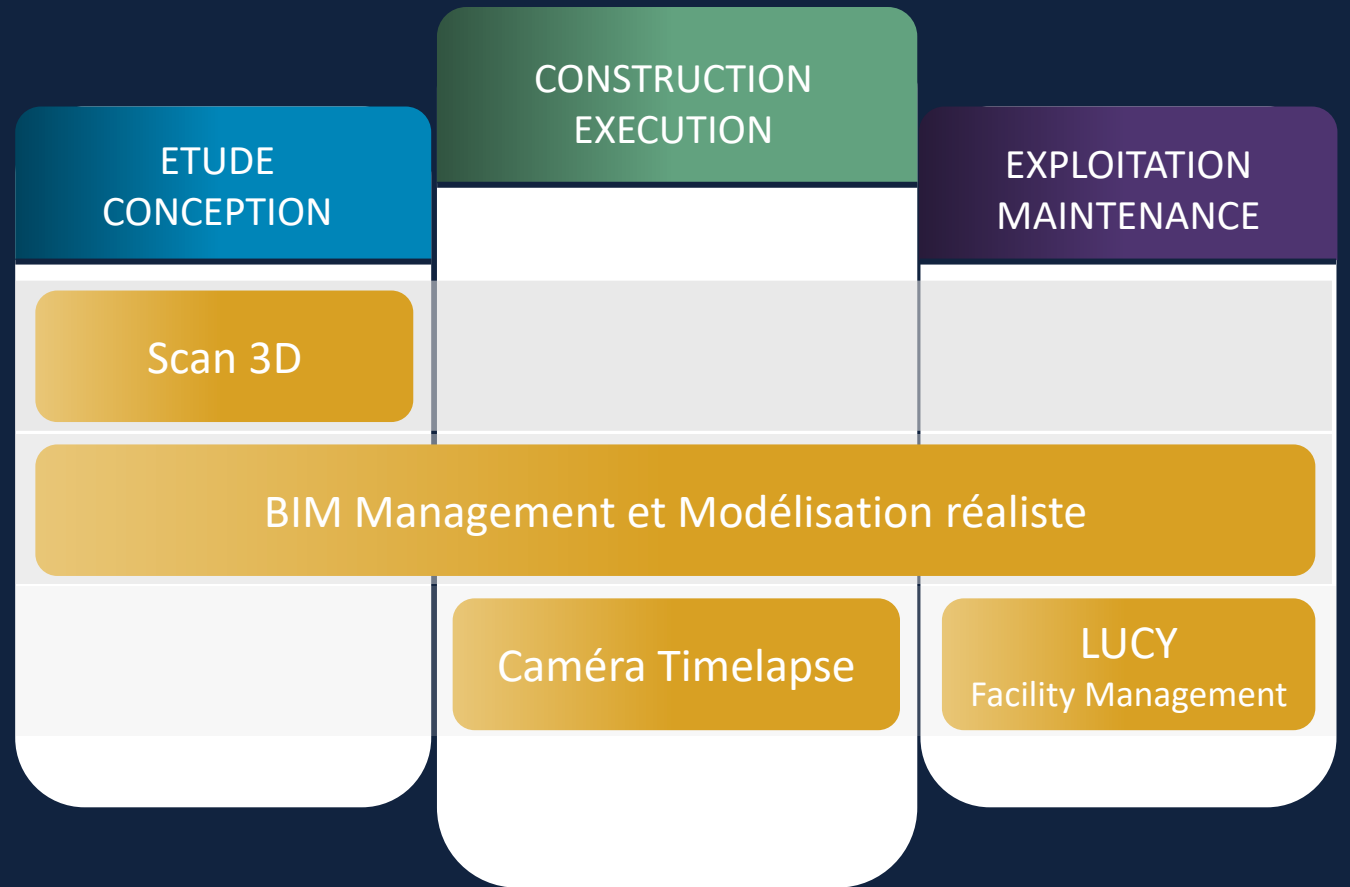 ETUDE
CONCEPTION
CONSTRUCTION
EXECUTION
EXPLOITATION
MAINTENANCE
Scan 3D
BIM Management et Modélisation réaliste
Caméra Timelapse
LUCY
Facility Management